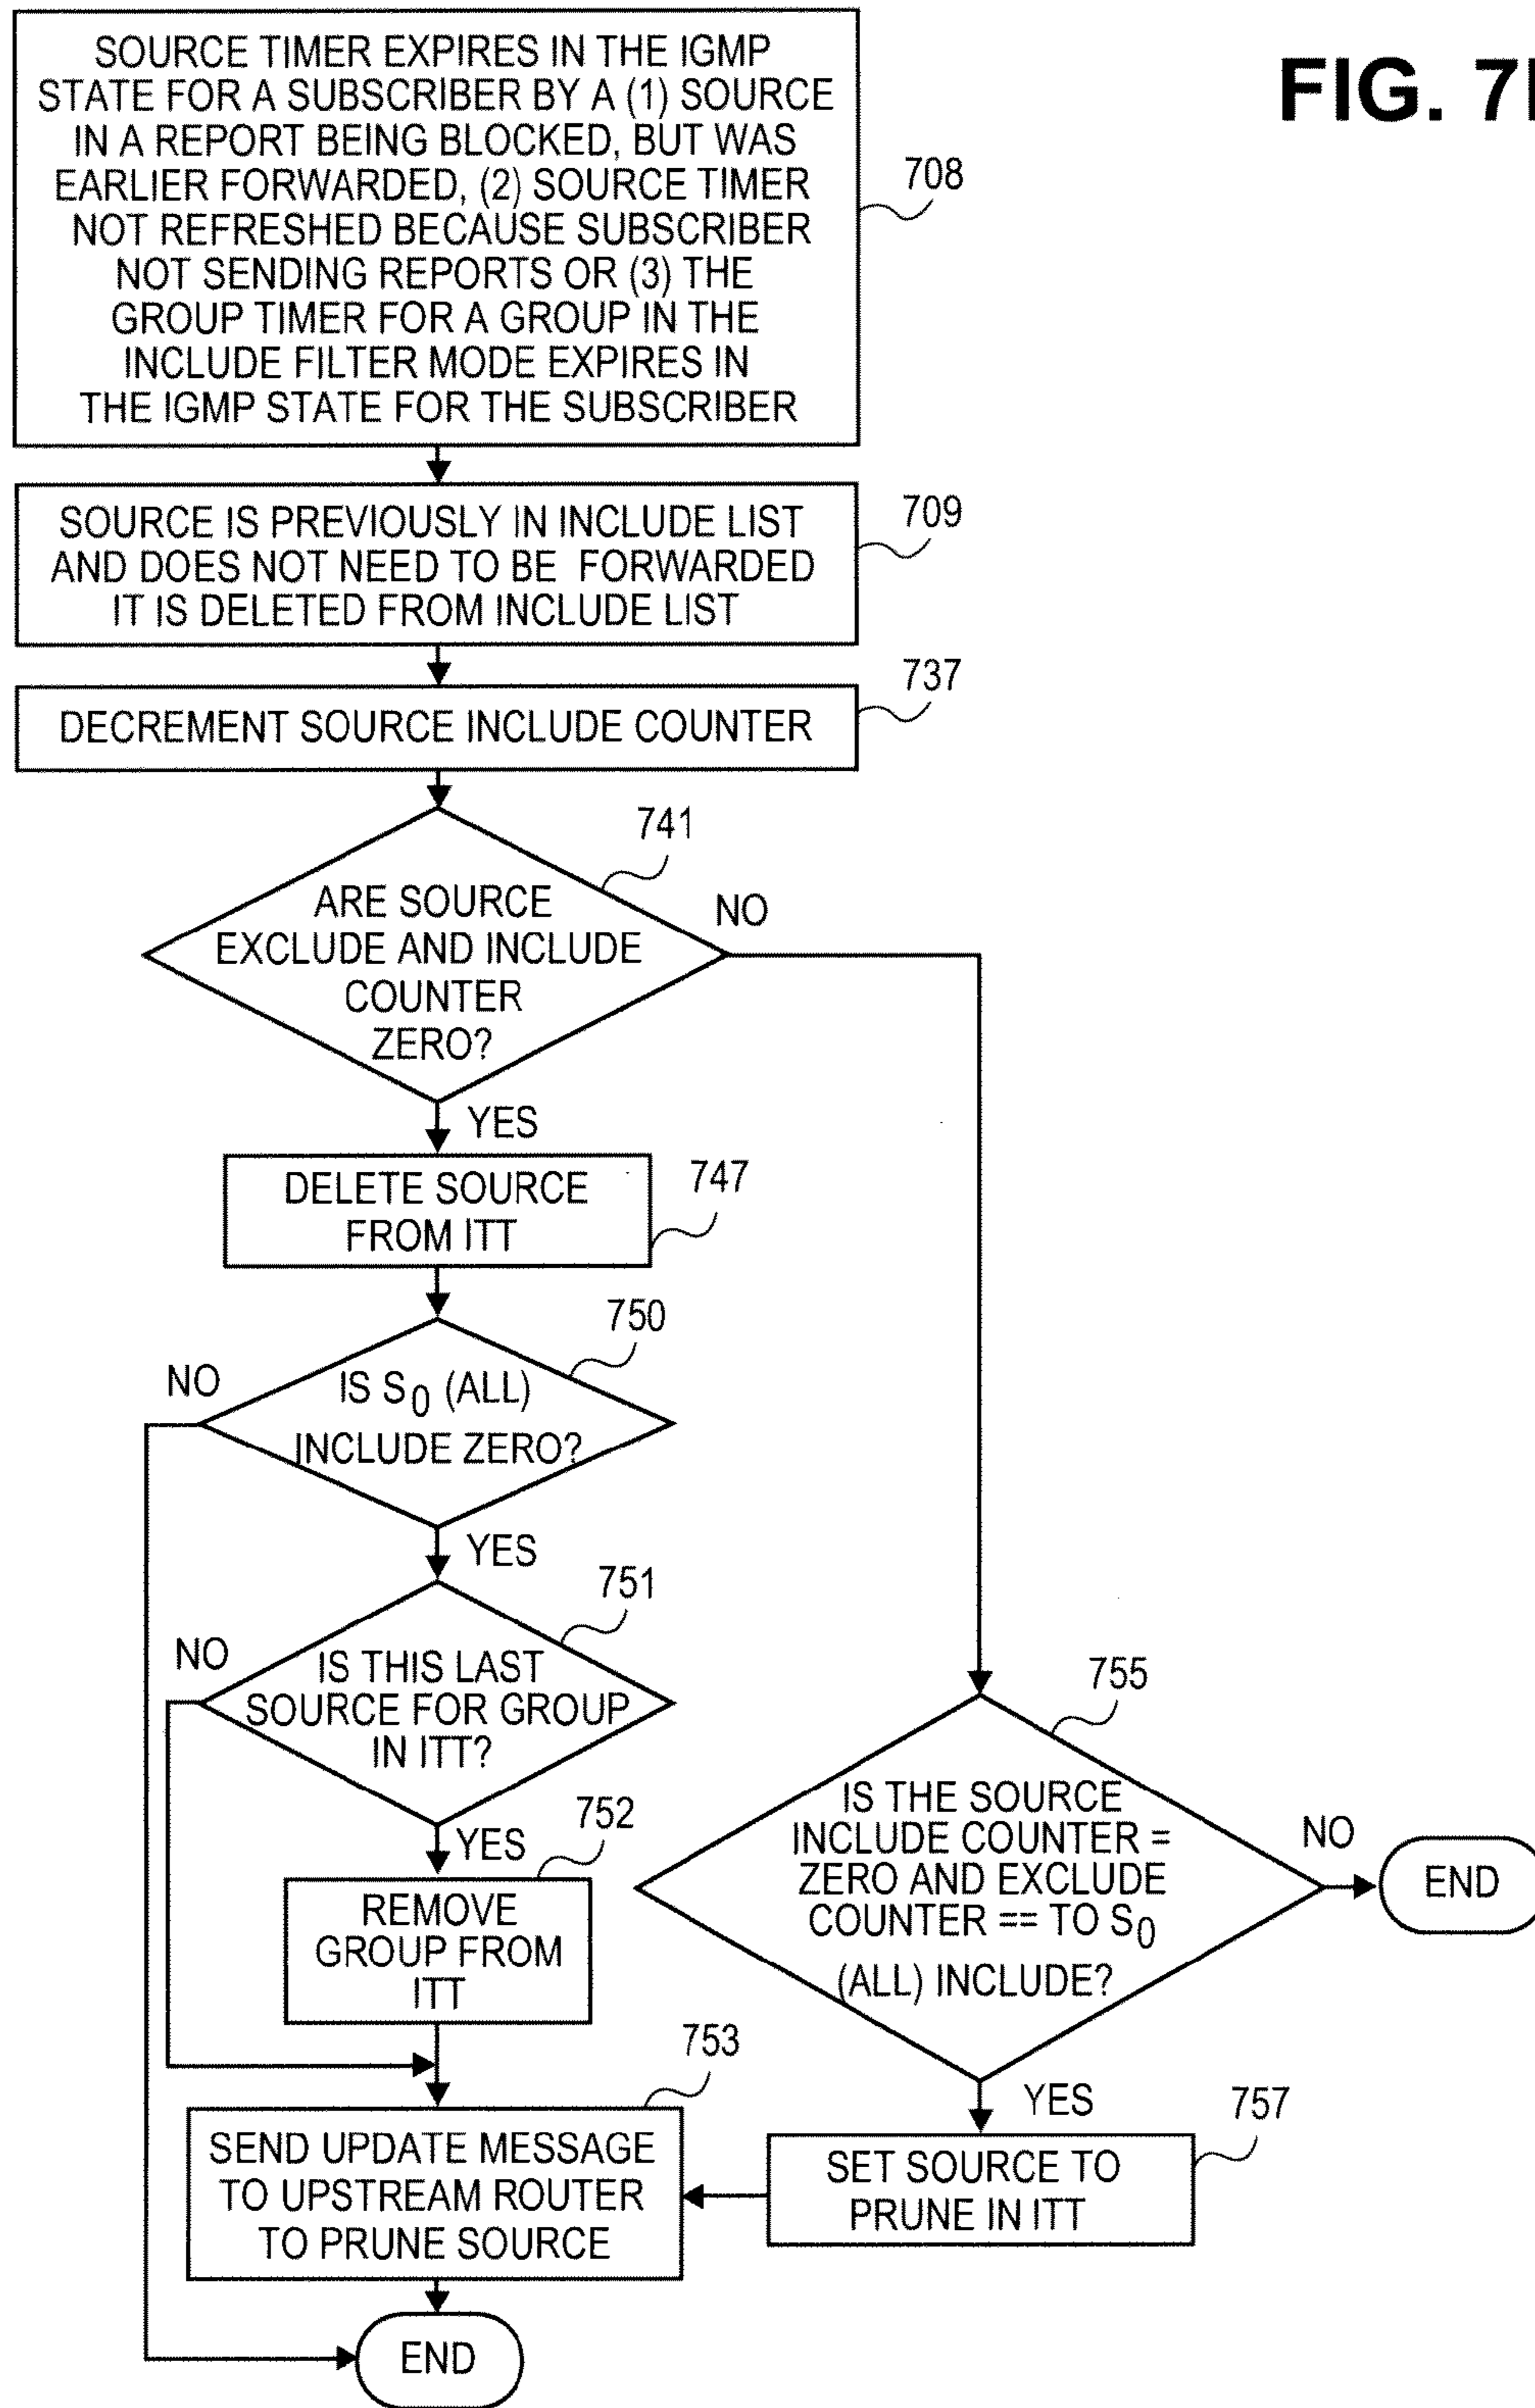 FIG. 7
SOURCE TIMER EXPIRES IN THE IGMP
STATE FOR A SUBSCRIBER BY A (1) SOURCE
IN A REPORT BEING BLOCKED, BUT WAS
EARLIER FORWARDED, (2) SOURCE TIMER
NOT REFRESHED BECAUSE SUBSCRIBER
NOT SENDING REPORTS OR (3) THE
GROUP TIMER FOR A GROUP IN THE
INCLUDE FILTER MODE EXPIRES IN
THE IGMP STATE FOR THE SUBSCRIBER
708
SOURCE IS PREVIOUSLY IN INCLUDE LIST
AND DOES NOT NEED TO BE FORWARDED
IT IS DELETED FROM INCLUDE LIST
709
DECREMENT SOURCE INCLUDE COUNTER
737
741
ARE SOURCE
EXCLUDE AND INCLUDE
COUNTER
ZERO?
NO
YES
DELETE SOURCE
FROM ITT
747
750
IS S0 (ALL)
INCLUDE ZERO?
NO
YES
751
IS THIS LAST
SOURCE FOR GROUP
IN ITT?
NO
YES
752
REMOVE
GROUP FROM
ITT
755
IS THE SOURCE
INCLUDE COUNTER =
ZERO AND EXCLUDE
COUNTER == TO S0
(ALL) INCLUDE?
NO
END
YES
753
SEND UPDATE MESSAGE
TO UPSTREAM ROUTER
TO PRUNE SOURCE
757
SET SOURCE TO
PRUNE IN ITT
END